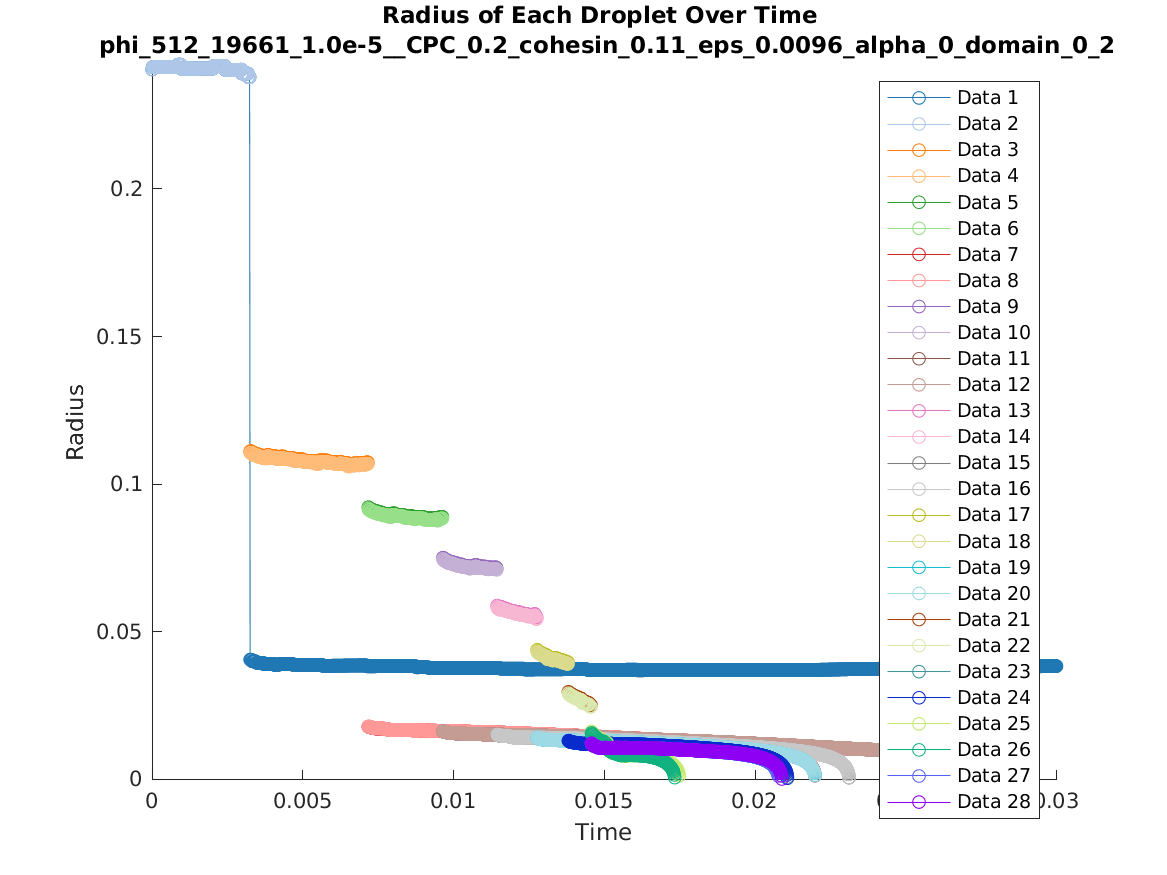 Radius of Each Droplet Over Time
phi_512_19661_1.0e-5__CPC_0.2_cohesin_0.11_eps_0.0096_alpha_0_domain_0_2
Radius
0.2
0.15
0.1
0.05
0
0
0.005
0.01
0.015
0.02
0.03
Time
Data 1
Data 2
Data 3
Data 4
Data 5
Data 6
Data 7
Data 8
Data 9
Data 10
Data 11
Data 12
Data 13
Data 14
Data 15
Data 16
Data 17
Data 18
Data 19
Data 20
Data 21
Data 22
Data 23
Data 24
Data 25
Data 26
Data 27
Data 28